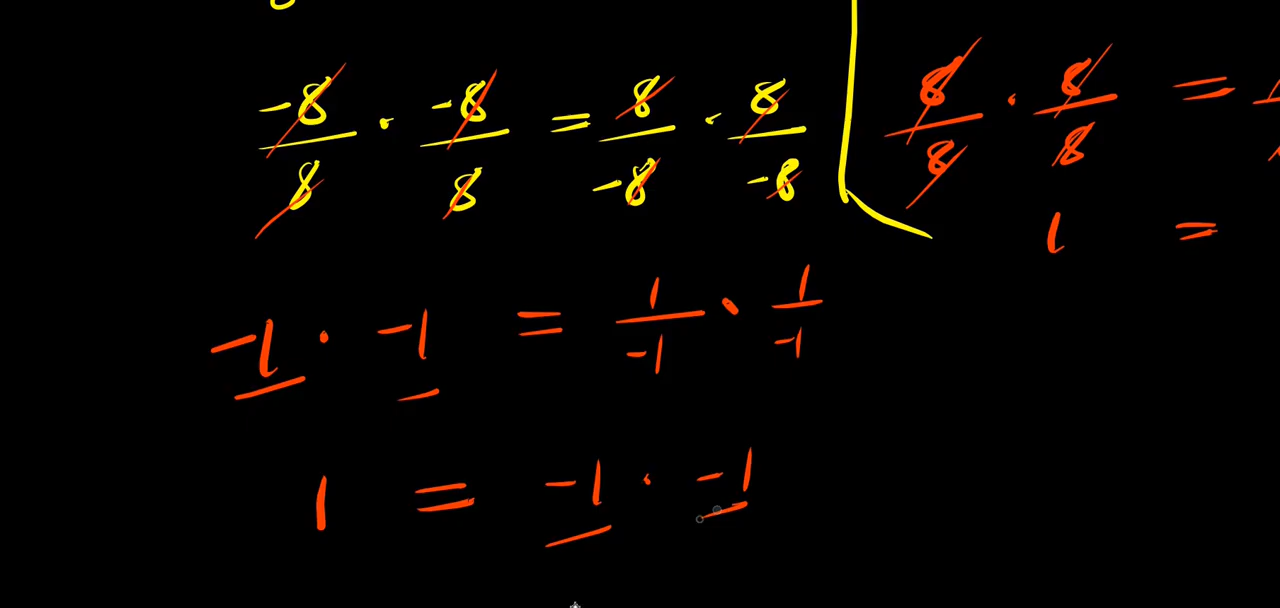 -8/8 · -8/8 = 8/-8 · 8/-8
8/8 · 8/8 =
1 =
-1 · -1 = 1/-1 · 1/-1
1 = -1 · -1